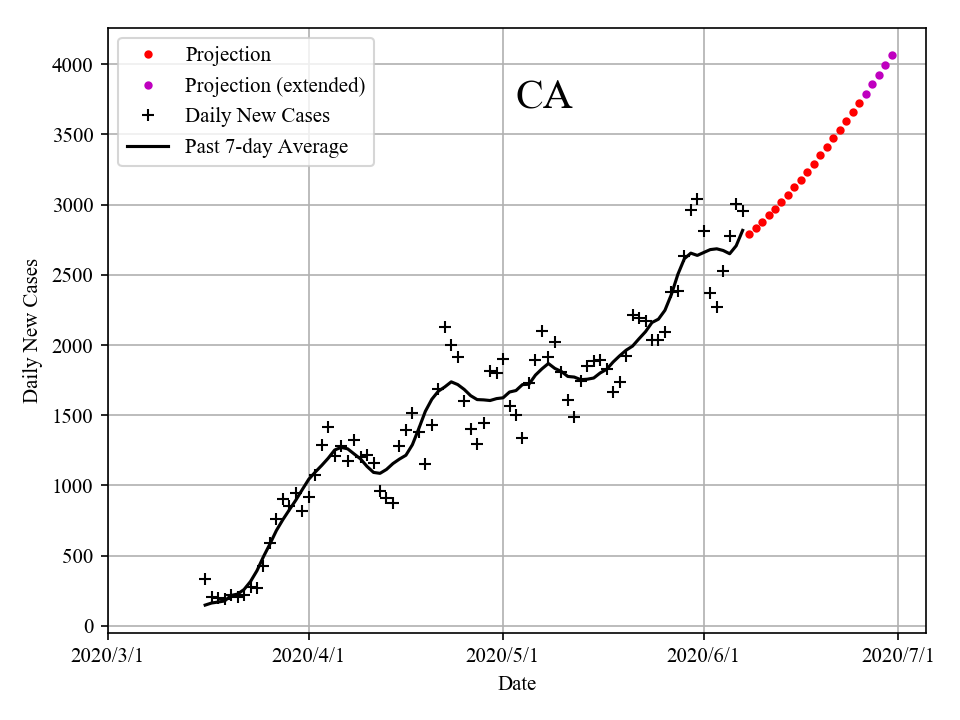 Projection
Projection (extended)
Daily New Cases
Past 7-day Average
CA
4000
3500
3000
2500
2000
1500
1000
500
0
Daily New Cases
2020/3/1
2020/4/1
2020/5/1
2020/6/1
2020/7/1
Date